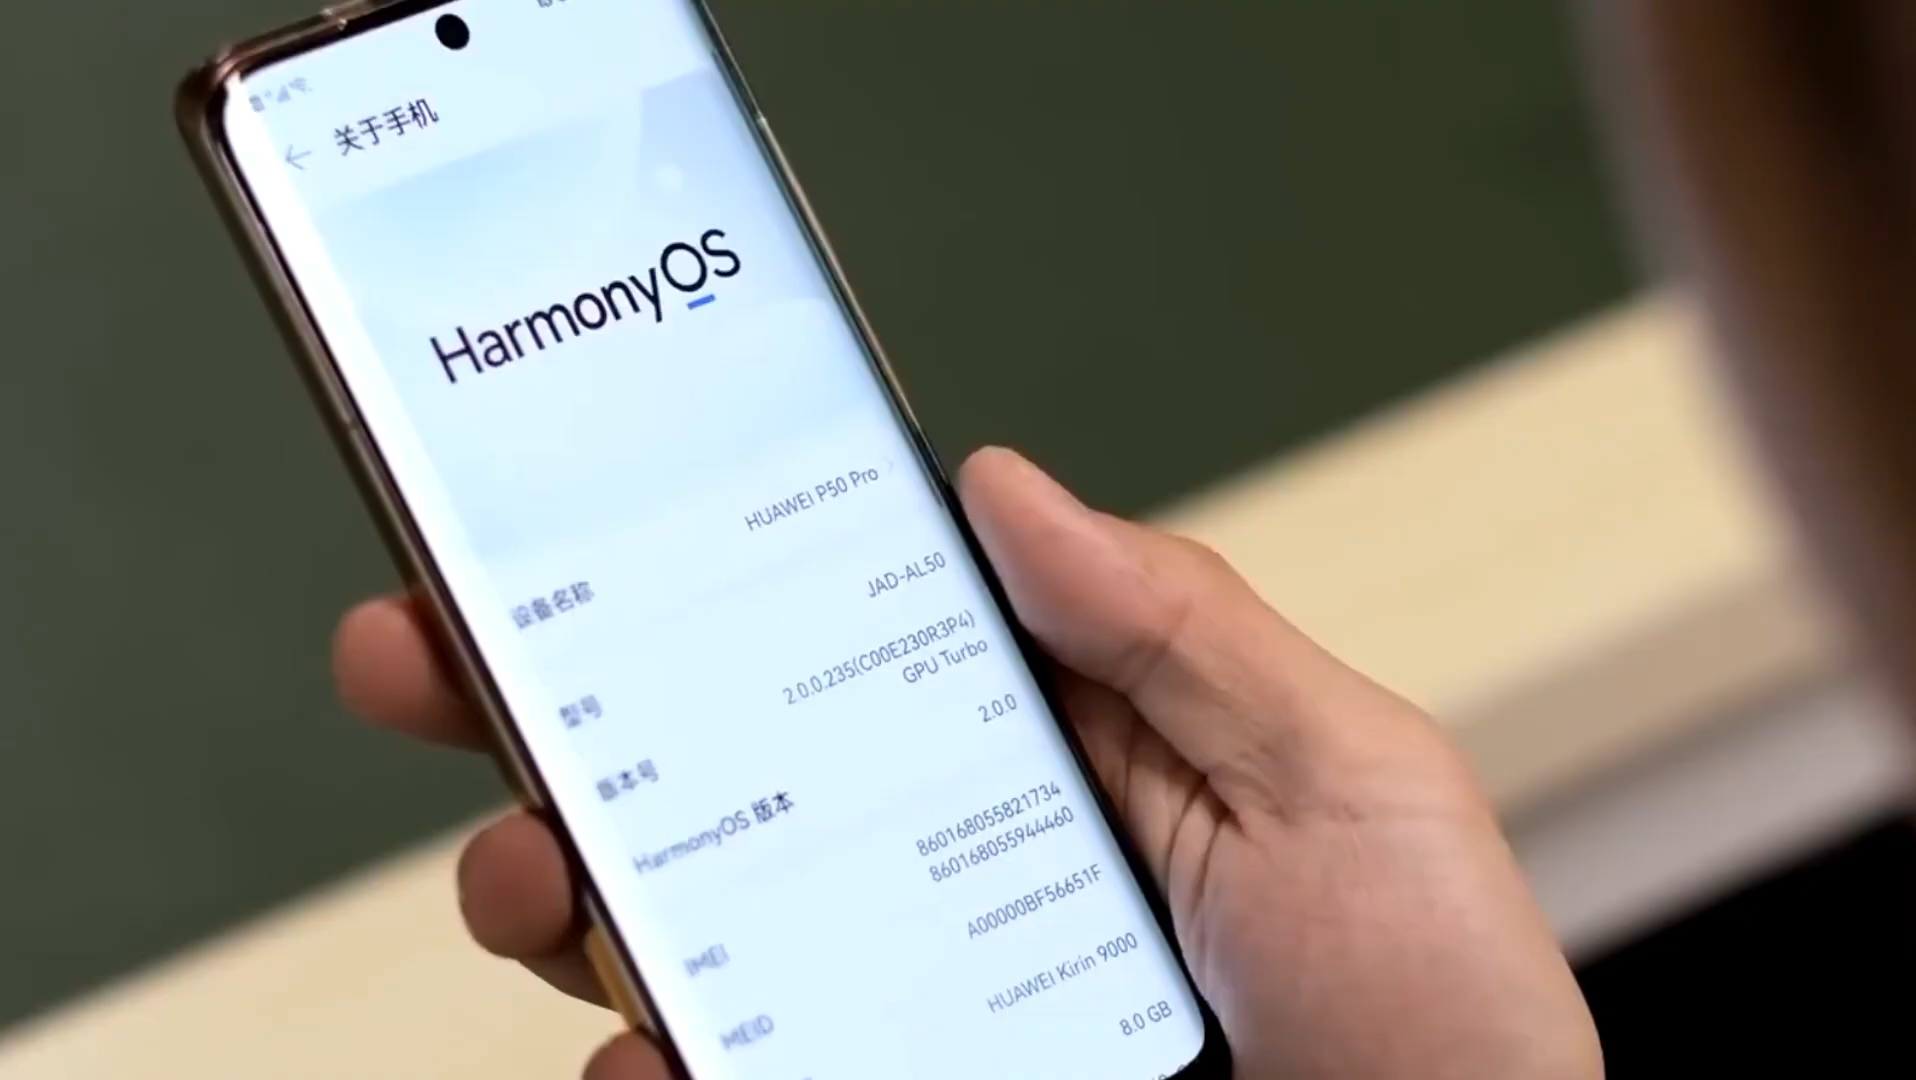 关于手机
HarmonyOS
设备名称 HUAWEI P50 Pro
型号 JAD-AL50
版本号 2.0.0.235(C00E230R3P4)
GPU Turbo
HarmonyOS 版本 2.0.0
IMEI 860168055821734
860168055944460
MEID A00000BF56651F
HUAWEI Kirin 9000
8.0 GB